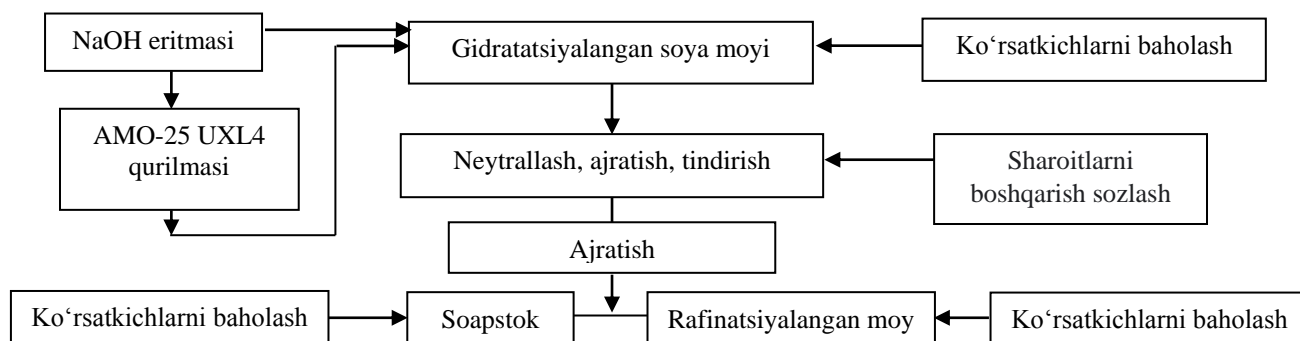 NaOH eritmasi
Gidratatsiyalangan soya moyi
Ko‘rsatkichlarni baholash
AMO-25 UXL4
qurilmasi
Neytrallash, ajratish, tindirish
Sharoitlarni
boshqarish sozlash
Ajratish
Ko‘rsatkichlarni baholash
Soapstok
Rafinatsiyalangan moy
Ko‘rsatkichlarni baholash